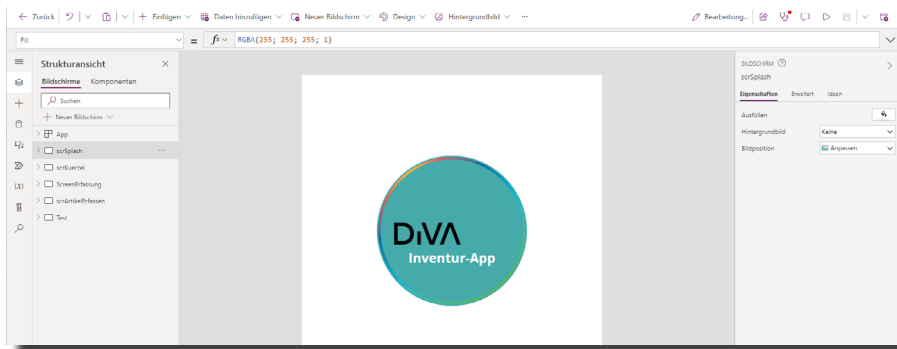 Zurück Einfügen Daten hinzufügen Neuer Bildschirm Design Hintergrundbild ... Bearbeitung...
Fill = fx RGBA(255; 255; 255; 1)
Strukturansicht
Bildschirme Komponenten
Suchen
Neuer Bildschirm
App
scrSplash ...
scrKuerzel
ScreenErfassung
scrArtikelErfassen
Test
DiVA
Inventur-App
BILDSCHIRM
scrSplash
Eigenschaften Erweitert Ideen
Ausfüllen
Hintergrundbild Keine
Bildposition Anpassen